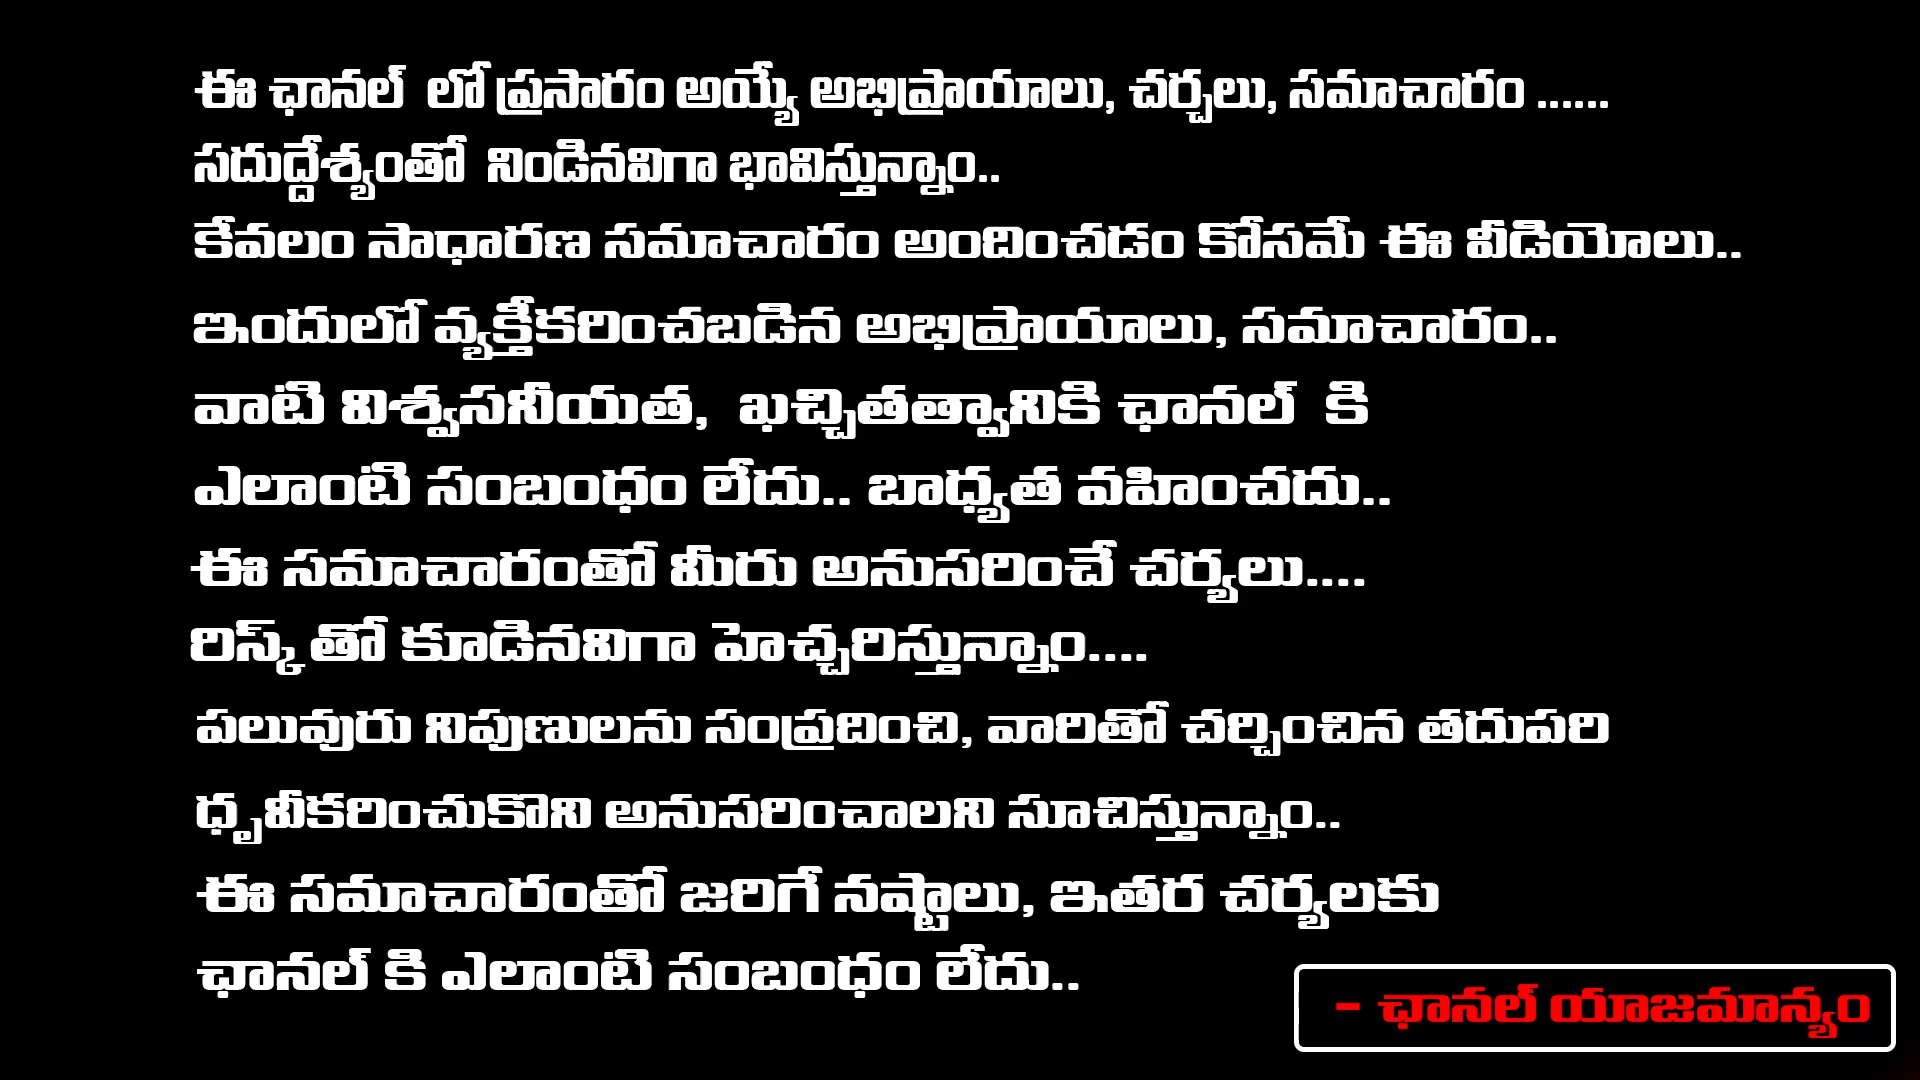 ఈ ఛానల్ లో ప్రసారం అయ్యే అభిప్రాయాలు, చర్చలు, సమాచారం ......
సదుద్దేశ్యంతో నిండినవిగా భావిస్తున్నాం..
కేవలం సాధారణ సమాచారం అందించడం కోసమే ఈ వీడియోలు..
ఇందులో వ్యక్తీకరించబడిన అభిప్రాయాలు, సమాచారం..
వాటి విశ్వసనీయత, ఖచ్చితత్వానికి ఛానల్ కి
ఎలాంటి సంబంధం లేదు.. బాధ్యత వహించదు..
ఈ సమాచారంతో మీరు అనుసరించే చర్యలు....
రిస్క్ తో కూడినవిగా హెచ్చరిస్తున్నాం....
పలువురు నిపుణులను సంప్రదించి, వారితో చర్చించిన తదుపరి
ధృవీకరించుకొని అనుసరించాలని సూచిస్తున్నాం..
ఈ సమాచారంతో జరిగే నష్టాలు, ఇతర చర్యలకు
ఛానల్ కి ఎలాంటి సంబంధం లేదు..
- ఛానల్ యాజమాన్యం